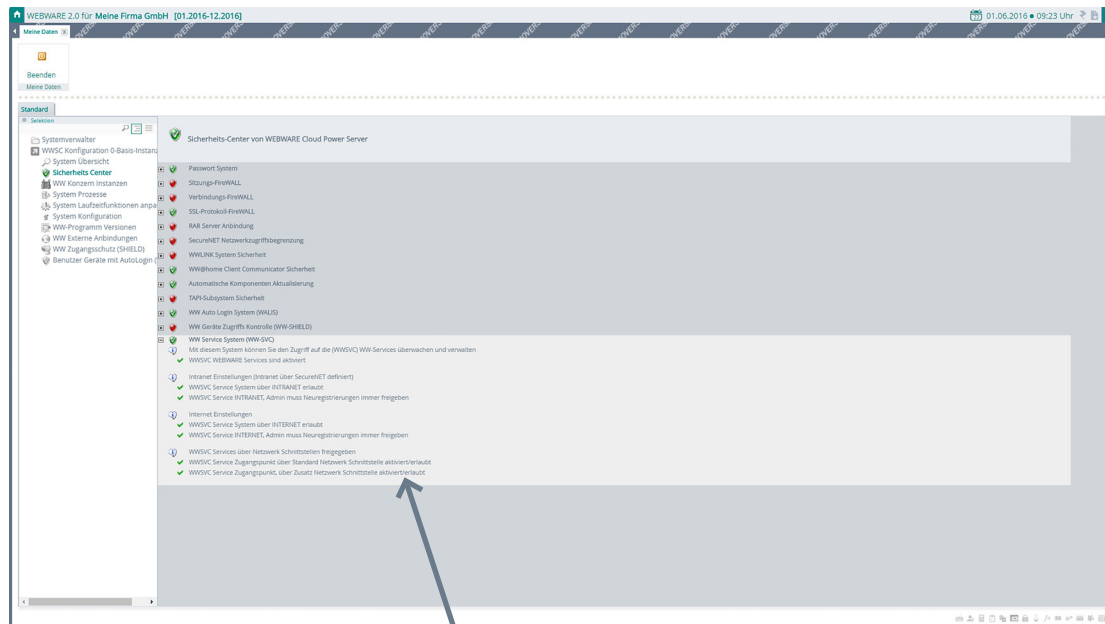 WEBWARE 2.0 für Meine Firma GmbH [01.2016-12.2016]
01.06.2016 • 09:23 Uhr
Meine Daten
Beenden
Meine Daten
Standard
Selektion
Systemverwalter
WWSC Konfiguration 0-Basis-Instanz
System Übersicht
Sicherheits Center
WW Konzern Instanzen
System Prozesse
System Laufzeitfunktionen anpa
System Konfiguration
WW-Programm Versionen
WW Externe Anbindungen
WW Zugangsschutz (SHIELD)
Benutzer Geräte mit AutoLogin (
Sicherheits-Center von WEBWARE Cloud Power Server
Passwort System
Sitzungs-FireWALL
Verbindungs-FireWALL
SSL-Protokoll-FireWALL
RAR Server Anbindung
SecureNET Netzwerkzugriffsbegrenzung
WWLINK System Sicherheit
WW@home Client Communicator Sicherheit
Automatische Komponenten Aktualisierung
TAPI-Subsystem Sicherheit
WW Auto Login System (WALIS)
WW Geräte Zugriffs Kontrolle (WW-SHIELD)
WW Service System (WW-SVC)
Mit diesem System können Sie den Zugriff auf die (WWSVC) WW-Services überwachen und verwalten
WWSVC WEBWARE Services sind aktiviert
Intranet Einstellungen (Intranet über SecureNET definiert)
WWSVC Service System über INTRANET erlaubt
WWSVC Service INTRANET, Admin muss Neuregistrierungen immer freigeben
Internet Einstellungen
WWSVC Service System über INTERNET erlaubt
WWSVC Service INTERNET, Admin muss Neuregistrierungen immer freigeben
WWSVC Services über Netzwerk Schnittstellen freigegeben
WWSVC Service Zugangspunkt über Standard Netzwerk Schnittstelle aktiviert/erlaubt
WWSVC Service Zugangspunkt, über Zusatz Netzwerk Schnittstelle aktiviert/erlaubt